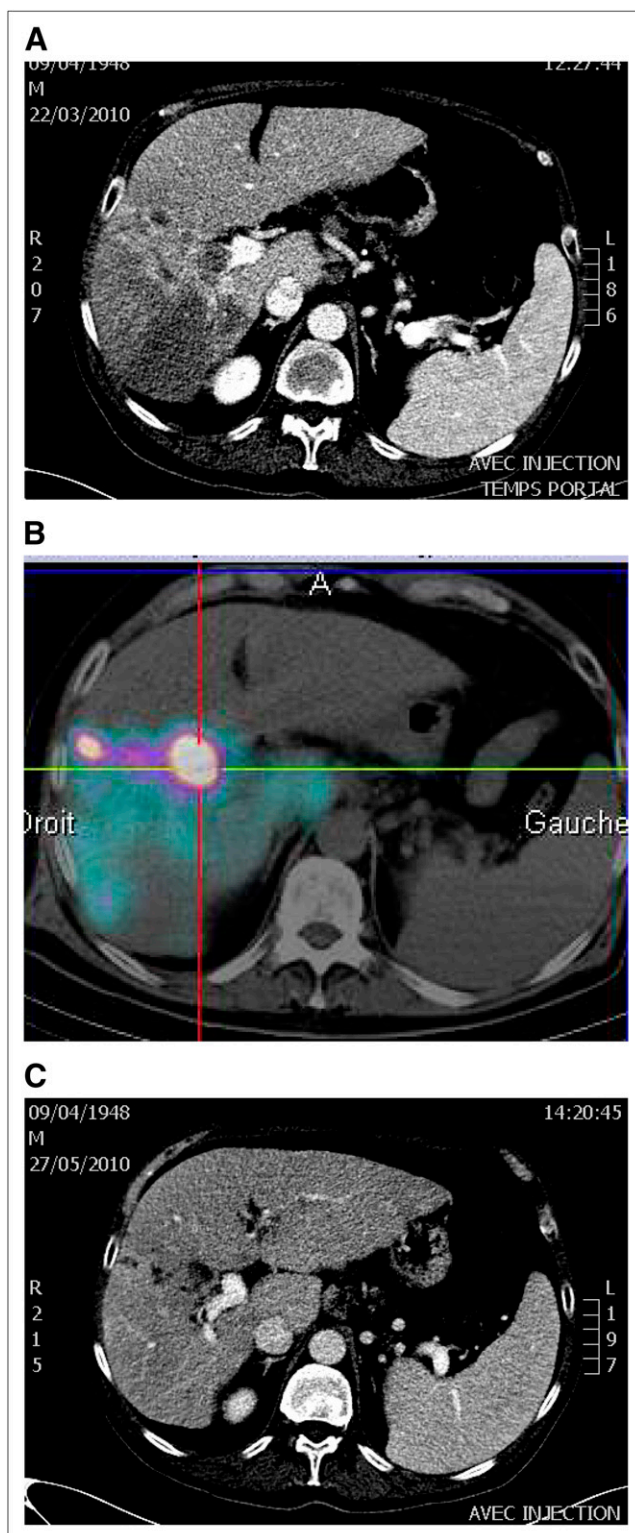 A
09/04/1948
12:27:44
M
22/03/2010
R
2
0
7
L
1
8
6
AVEC INJECTION
TEMPS PORTAL
B
A
Droit
Gauche
C
09/04/1948
14:20:45
M
27/05/2010
R
2
1
5
L
1
9
7
AVEC INJECTION